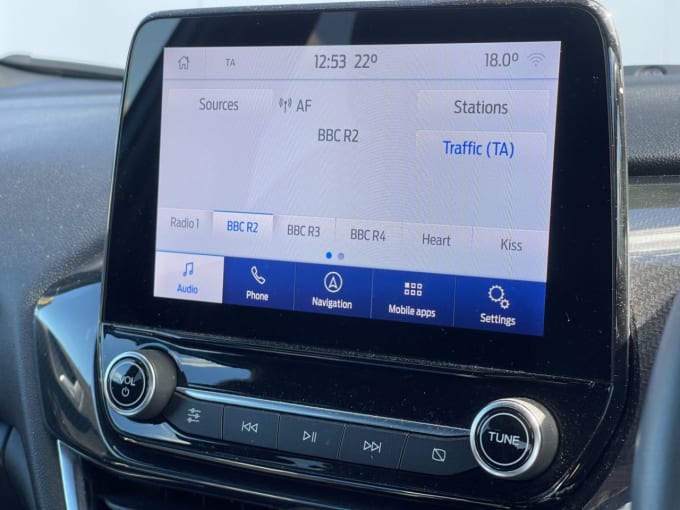 TA 12:53 22° 18.0°
Sources AF Stations
BBC R2
Traffic (TA)
Radio 1 BBC R2 BBC R3 BBC R4 Heart Kiss
Audio Phone Navigation Mobile apps Settings
VOL
TUNE